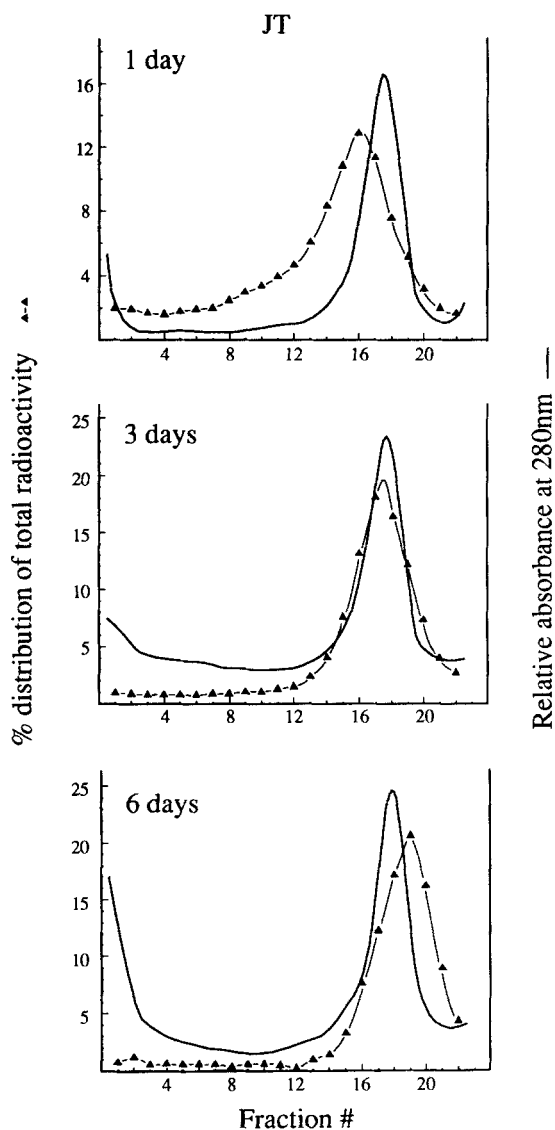 JT
1 day
16
12
8
4
4 8 12 16 20
3 days
25
20
15
10
5
4 8 12 16 20
6 days
25
20
15
10
5
4 8 12 16 20
Fraction #
% distribution of total radioactivity
Relative absorbance at 280nm